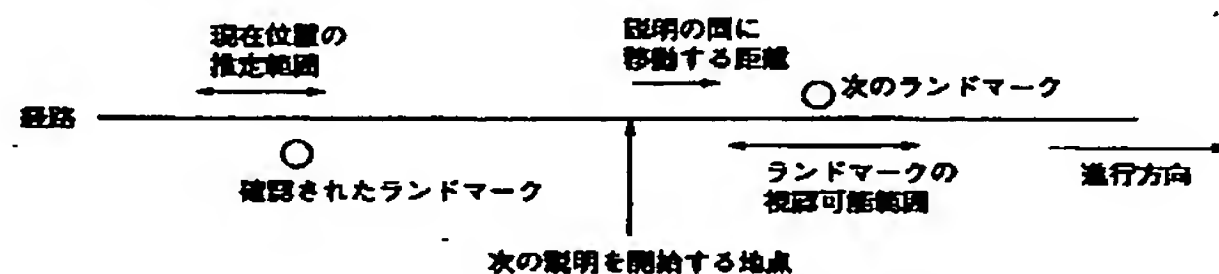 現在位置の
推定範囲
説明の間に
移動する距離
次のランドマーク
経路
確認されたランドマーク
ランドマークの
視認可能範囲
進行方向
次の説明を開始する地点